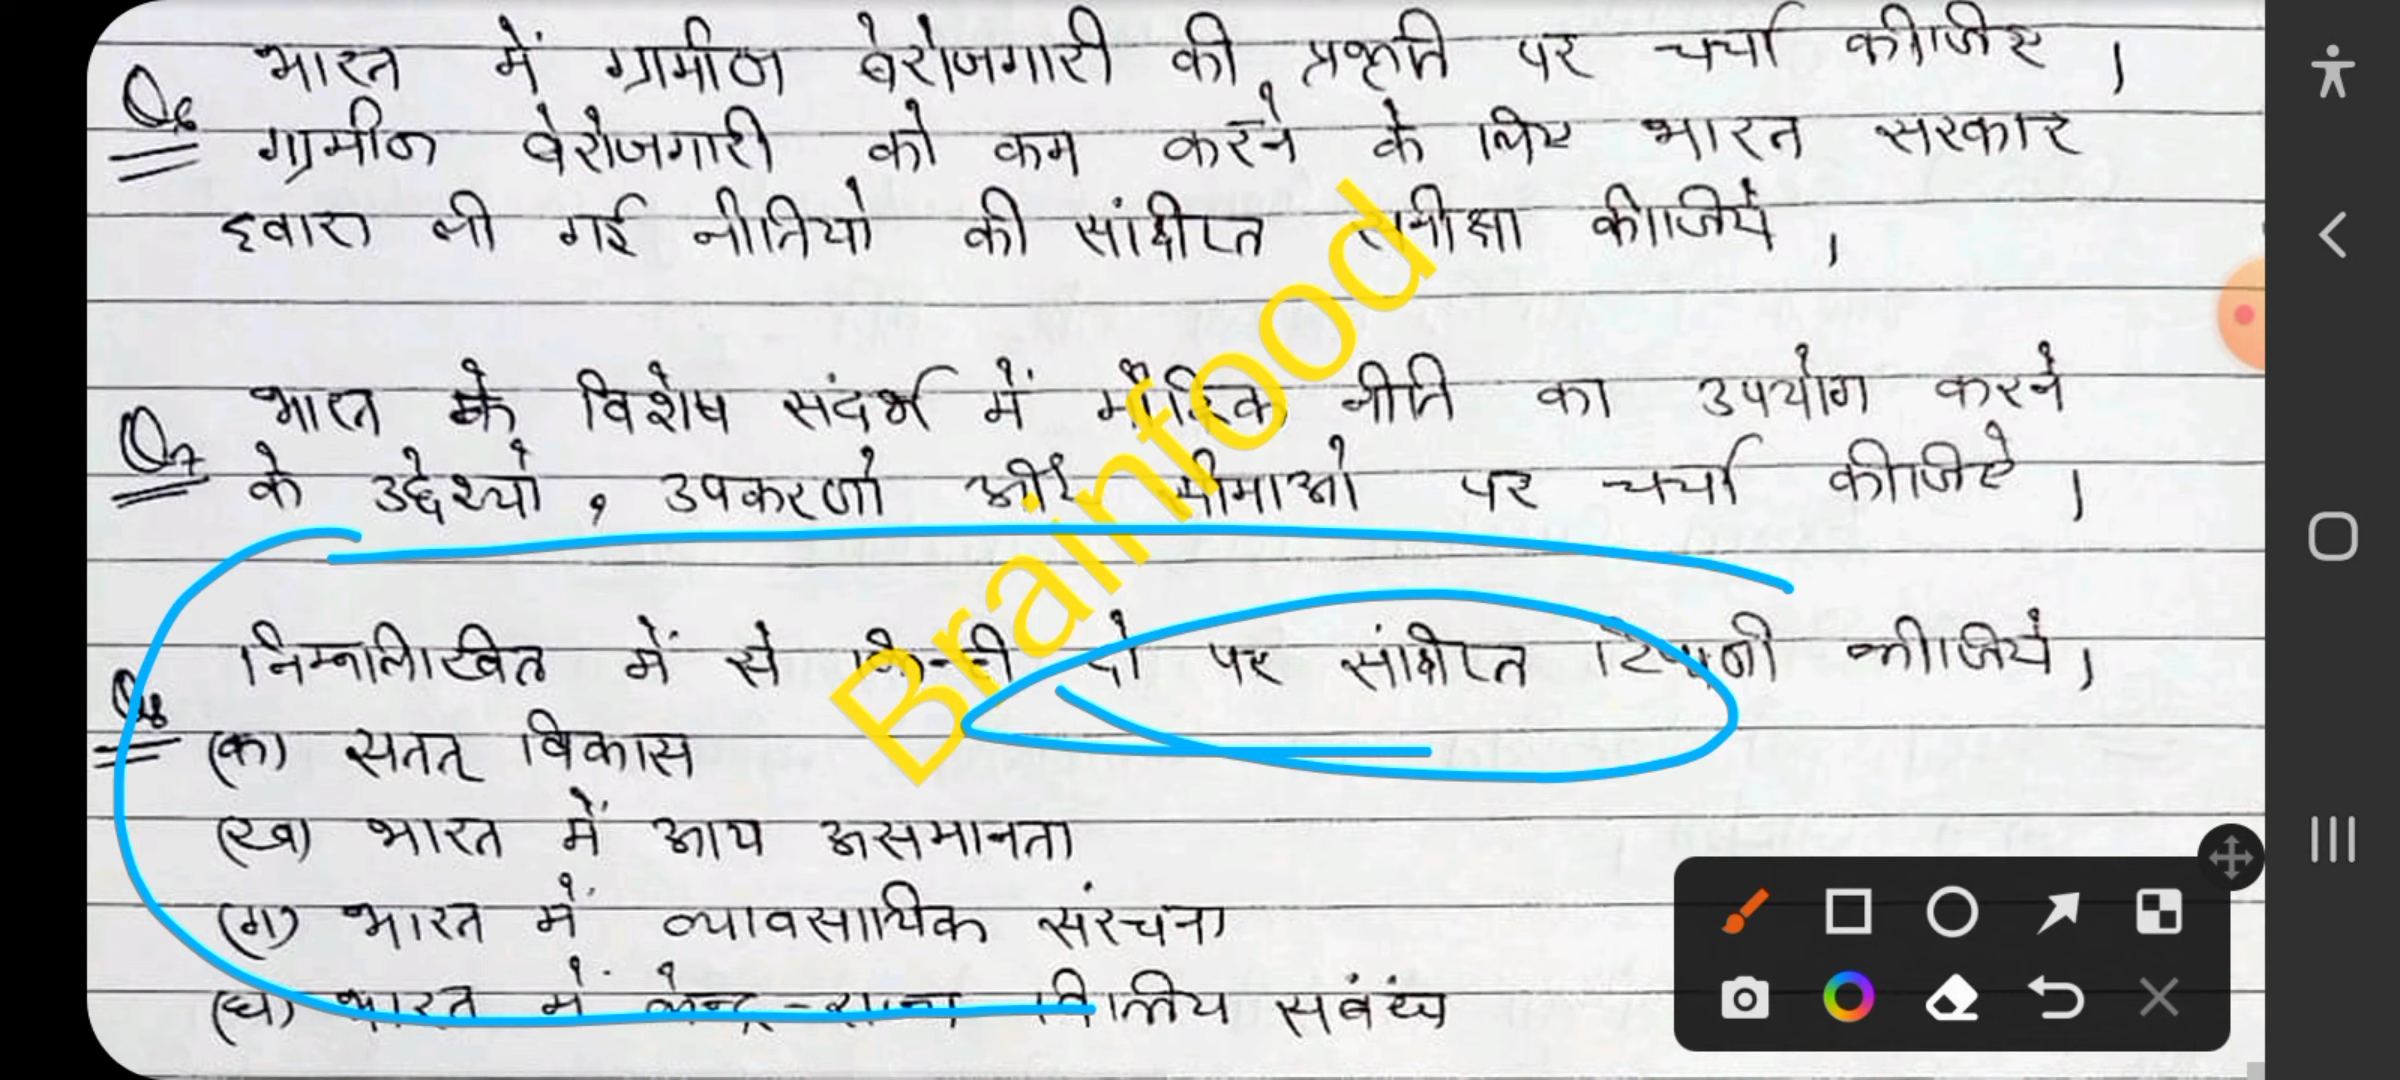 भारत में ग्रामीण बेरोजगारी की प्रकृति पर चर्चा कीजिए ।
Q6 ग्रामीण बेरोजगारी को कम करने के लिए भारत सरकार
द्वारा ली गई नीतियों की सांक्षीप्त समीक्षा कीजिये ।
भारत के विशेष संदर्भ में मौद्रिक नीति का उपयोग करने
Q7 के उद्देश्यों , उपकरणों और सीमाओं पर चर्चा कीजिए ।
निम्नलिखित में से किन्ही दो पर सांक्षीप्त टिप्पणी कीजिये ।
Q8 (क) सतत् विकास
(ख) भारत में आय असमानता
(ग) भारत में व्यावसायिक संरचना
(घ) भारत में केन्द्र-राज्य वित्तीय सबंध
Brainfood